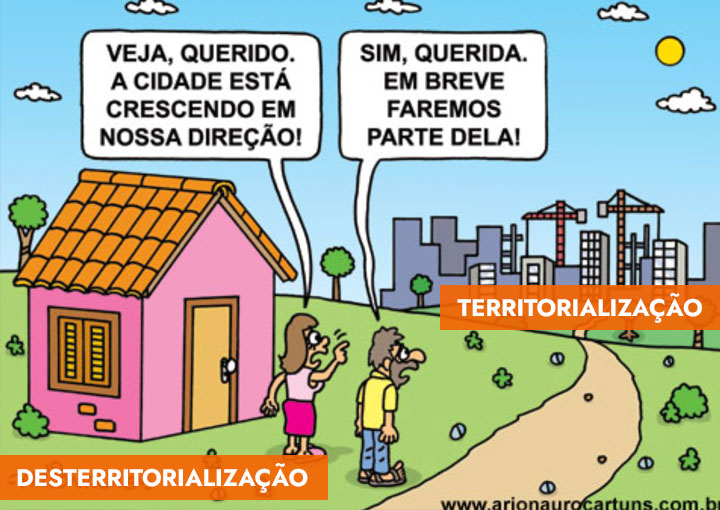 VEJA, QUERIDO.
A CIDADE ESTÁ
CRESCENDO EM
NOSSA DIREÇÃO!
SIM, QUERIDA.
EM BREVE
FAREMOS
PARTE DELA!
TERRITORIALIZAÇÃO
DESTERRITORIALIZAÇÃO
www.arionaurocartuns.com.br